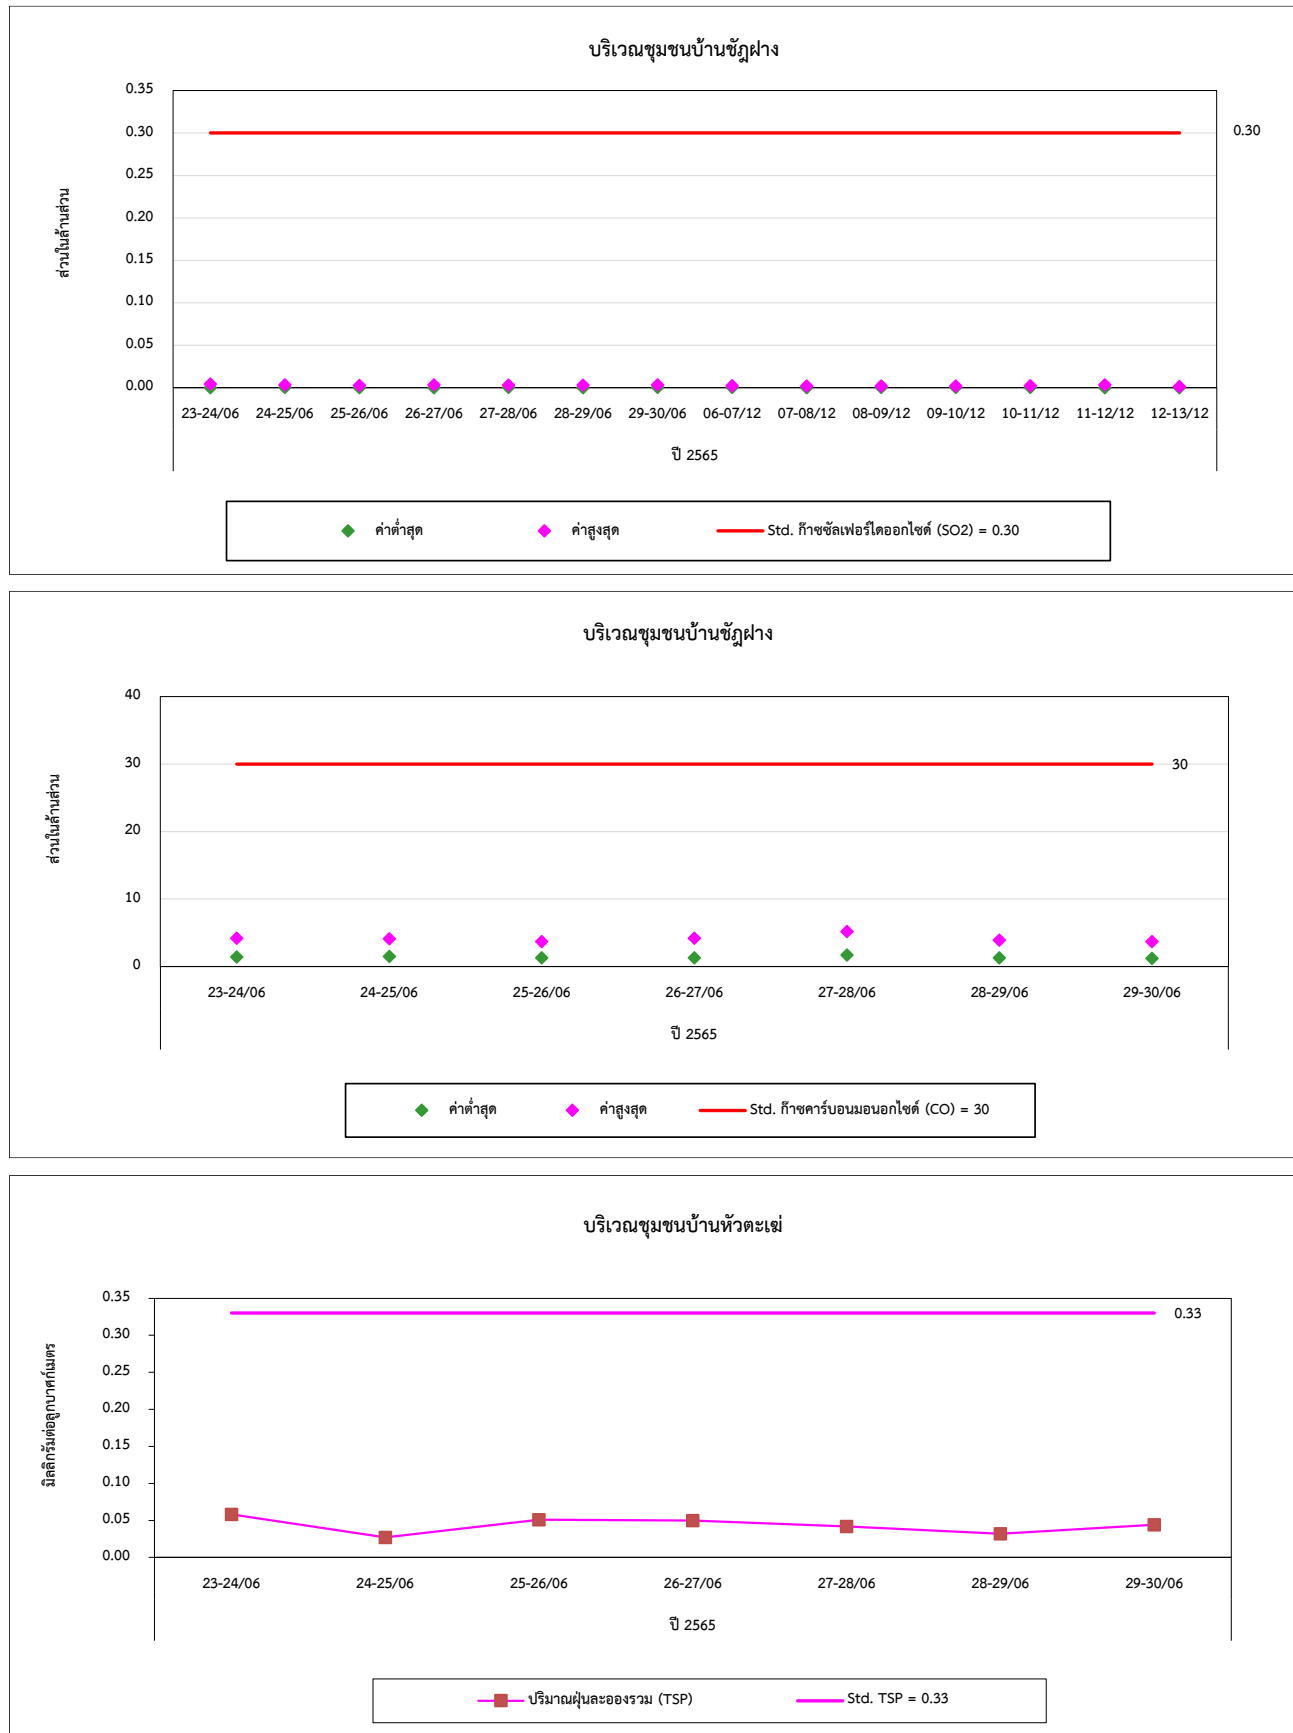 บริเวณชุมชนบ้านชัฎฝาง
ส่วนในล้านส่วน
0.35
0.30
0.25
0.20
0.15
0.10
0.05
0.00
0.30
23-24/06 24-25/06 25-26/06 26-27/06 27-28/06 28-29/06 29-30/06 06-07/12 07-08/12 08-09/12 09-10/12 10-11/12 11-12/12 12-13/12
ปี 2565
ค่าต่ำสุด ค่าสูงสุด Std. ก๊าซซัลเฟอร์ไดออกไซด์ (SO2) = 0.30
บริเวณชุมชนบ้านชัฎฝาง
ส่วนในล้านส่วน
40
30
20
10
0
30
23-24/06 24-25/06 25-26/06 26-27/06 27-28/06 28-29/06 29-30/06
ปี 2565
ค่าต่ำสุด ค่าสูงสุด Std. ก๊าซคาร์บอนมอนอกไซด์ (CO) = 30
บริเวณชุมชนบ้านหัวตะเฆ่
มิลลิกรัมต่อลูกบาศก์เมตร
0.35
0.30
0.25
0.20
0.15
0.10
0.05
0.00
0.33
23-24/06 24-25/06 25-26/06 26-27/06 27-28/06 28-29/06 29-30/06
ปี 2565
ปริมาณฝุ่นละอองรวม (TSP) Std. TSP = 0.33